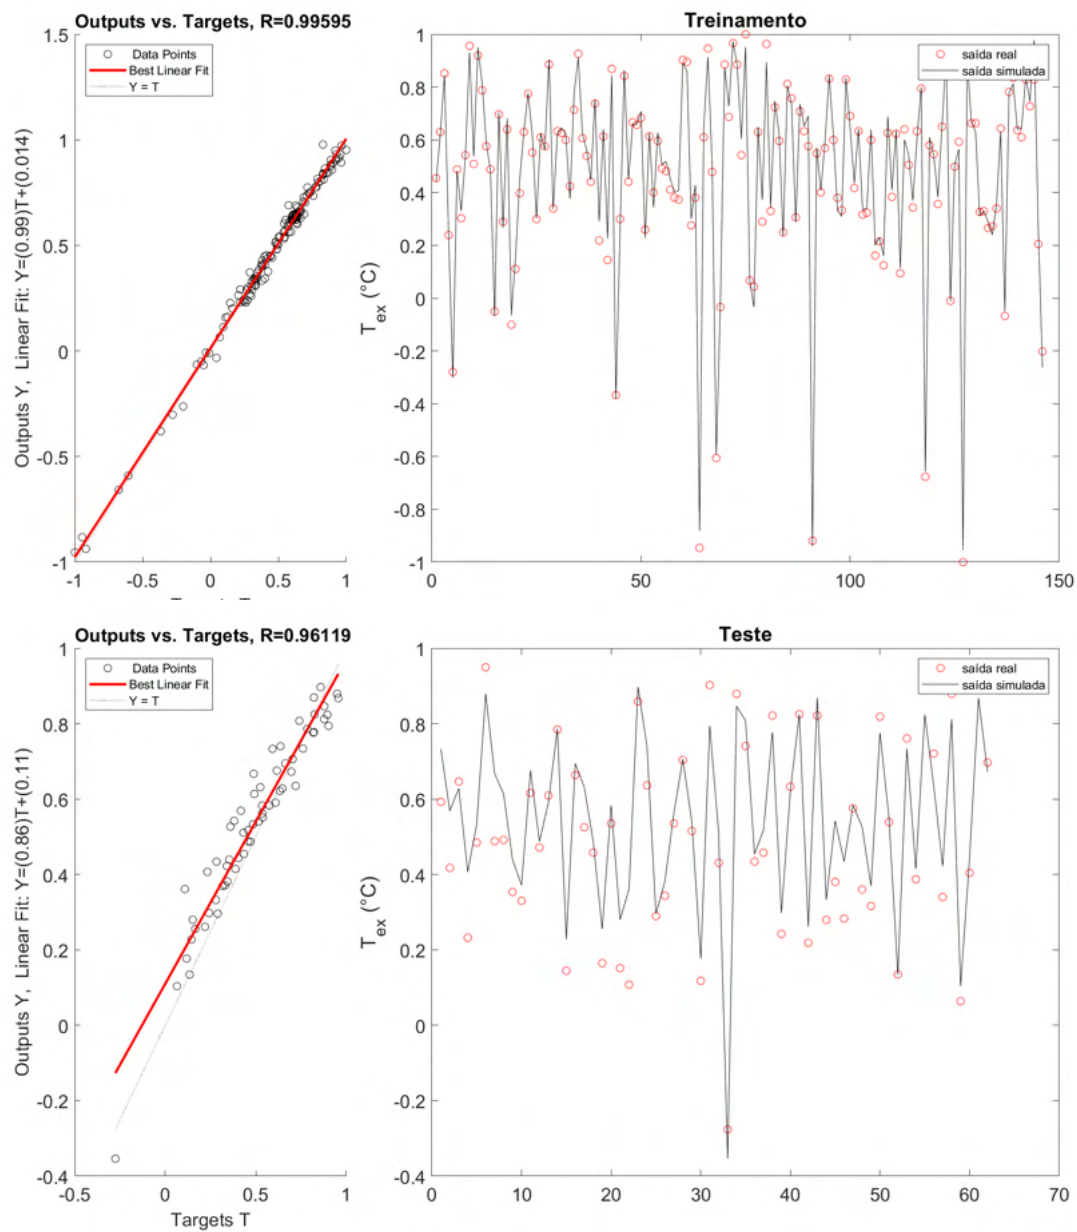 Outputs vs. Targets, R=0.99595
Data Points
Best Linear Fit
Y = T
Outputs Y, Linear Fit: Y=(0.99)T+(0.014)
1.5
1
0.5
0
-0.5
-1
-1
-0.5
0
0.5
1
Targets T
Treinamento
saída real
saída simulada
T_ex (°C)
1
0.8
0.6
0.4
0.2
0
-0.2
-0.4
-0.6
-0.8
-1
0
50
100
150
Outputs vs. Targets, R=0.96119
Data Points
Best Linear Fit
Y = T
Outputs Y, Linear Fit: Y=(0.86)T+(0.11)
1
0.8
0.6
0.4
0.2
0
-0.2
-0.4
-0.5
0
0.5
1
Targets T
Teste
saída real
saída simulada
T_ex (°C)
1
0.8
0.6
0.4
0.2
0
-0.2
-0.4
0
10
20
30
40
50
60
70